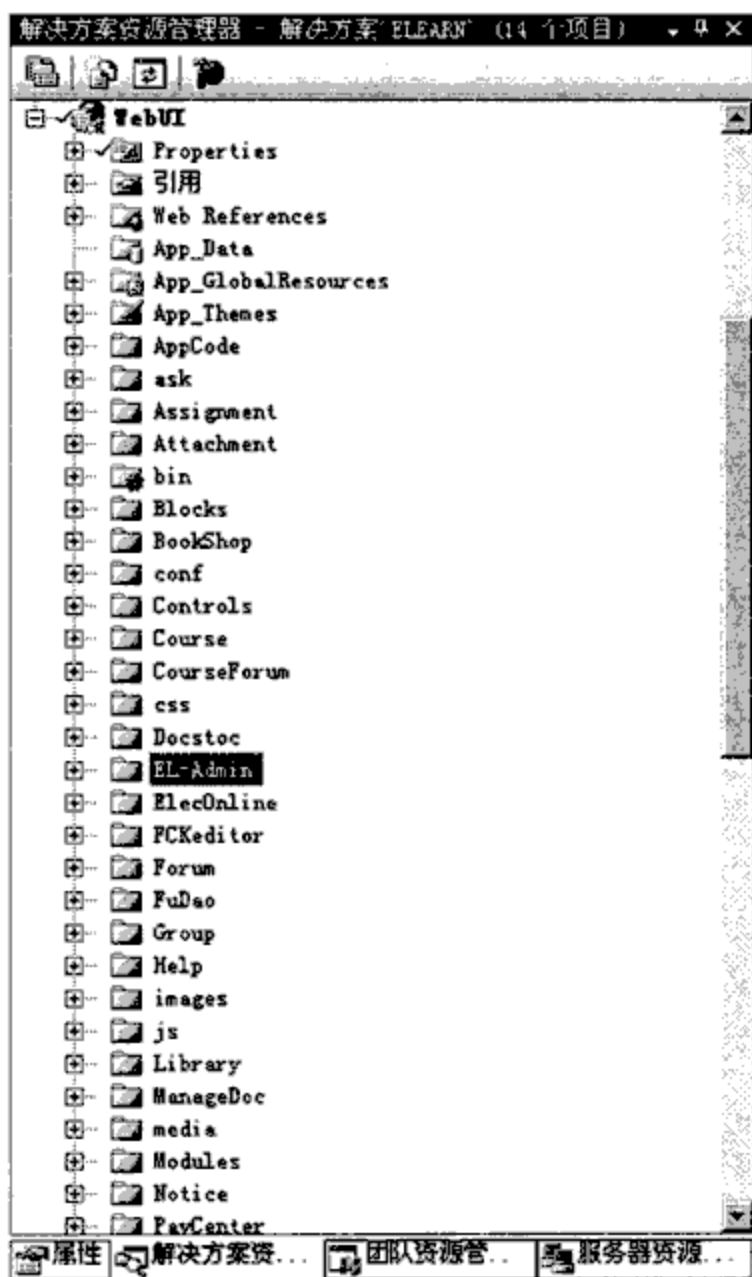 解决方案资源管理器 - 解决方案'ELEARN' (14 个项目)
WebUI
Properties
引用
Web References
App_Data
App_GlobalResources
App_Themes
AppCode
ask
Assignment
Attachment
bin
Blocks
BookShop
conf
Controls
Course
CourseForum
css
Docstoc
EL-Admin
ElecOnline
FCKeditor
Forum
FuDao
Group
Help
images
js
Library
ManageDoc
media
Modules
Notice
PayCenter
属性 解决方案资... 团队资源管... 服务器资源...